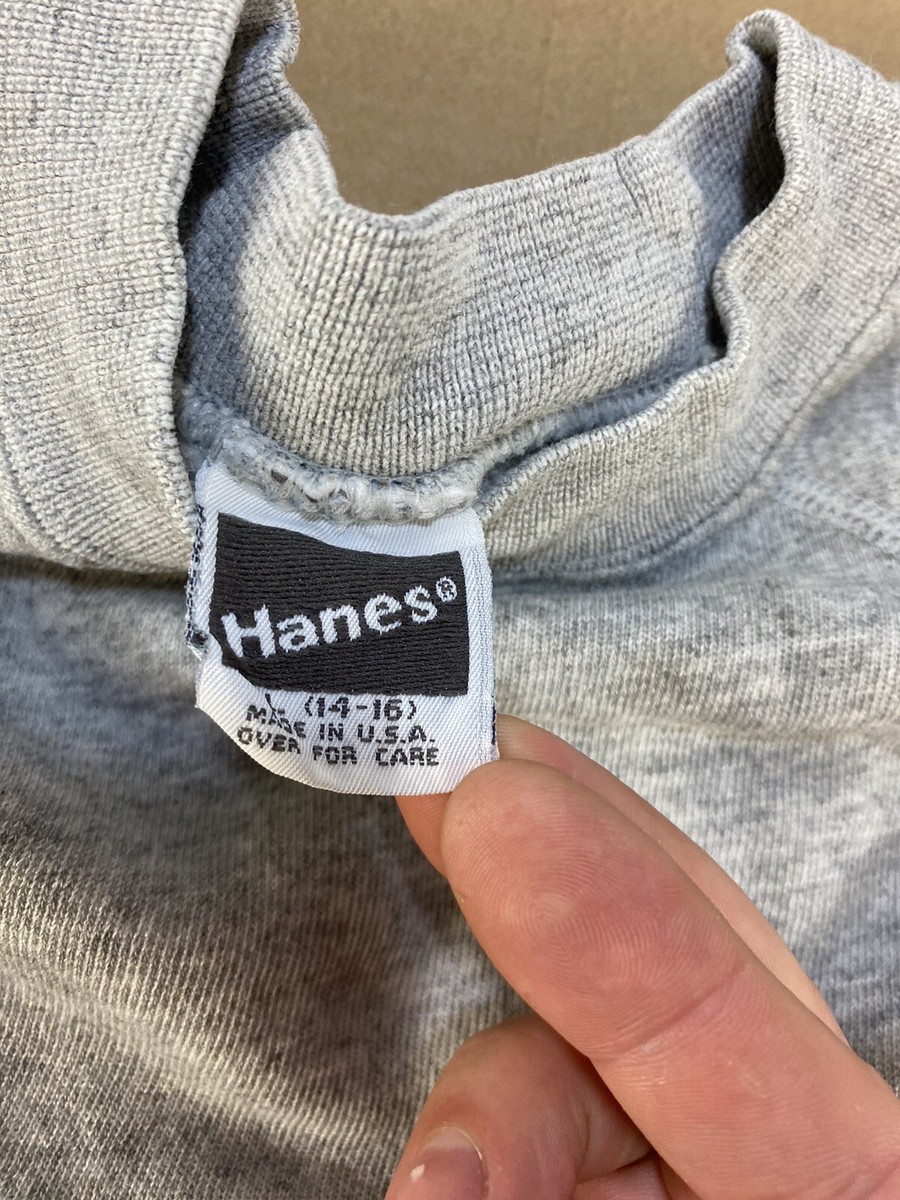 Hanes®
L (14-16)
MADE IN U.S.A.
OVER FOR CARE